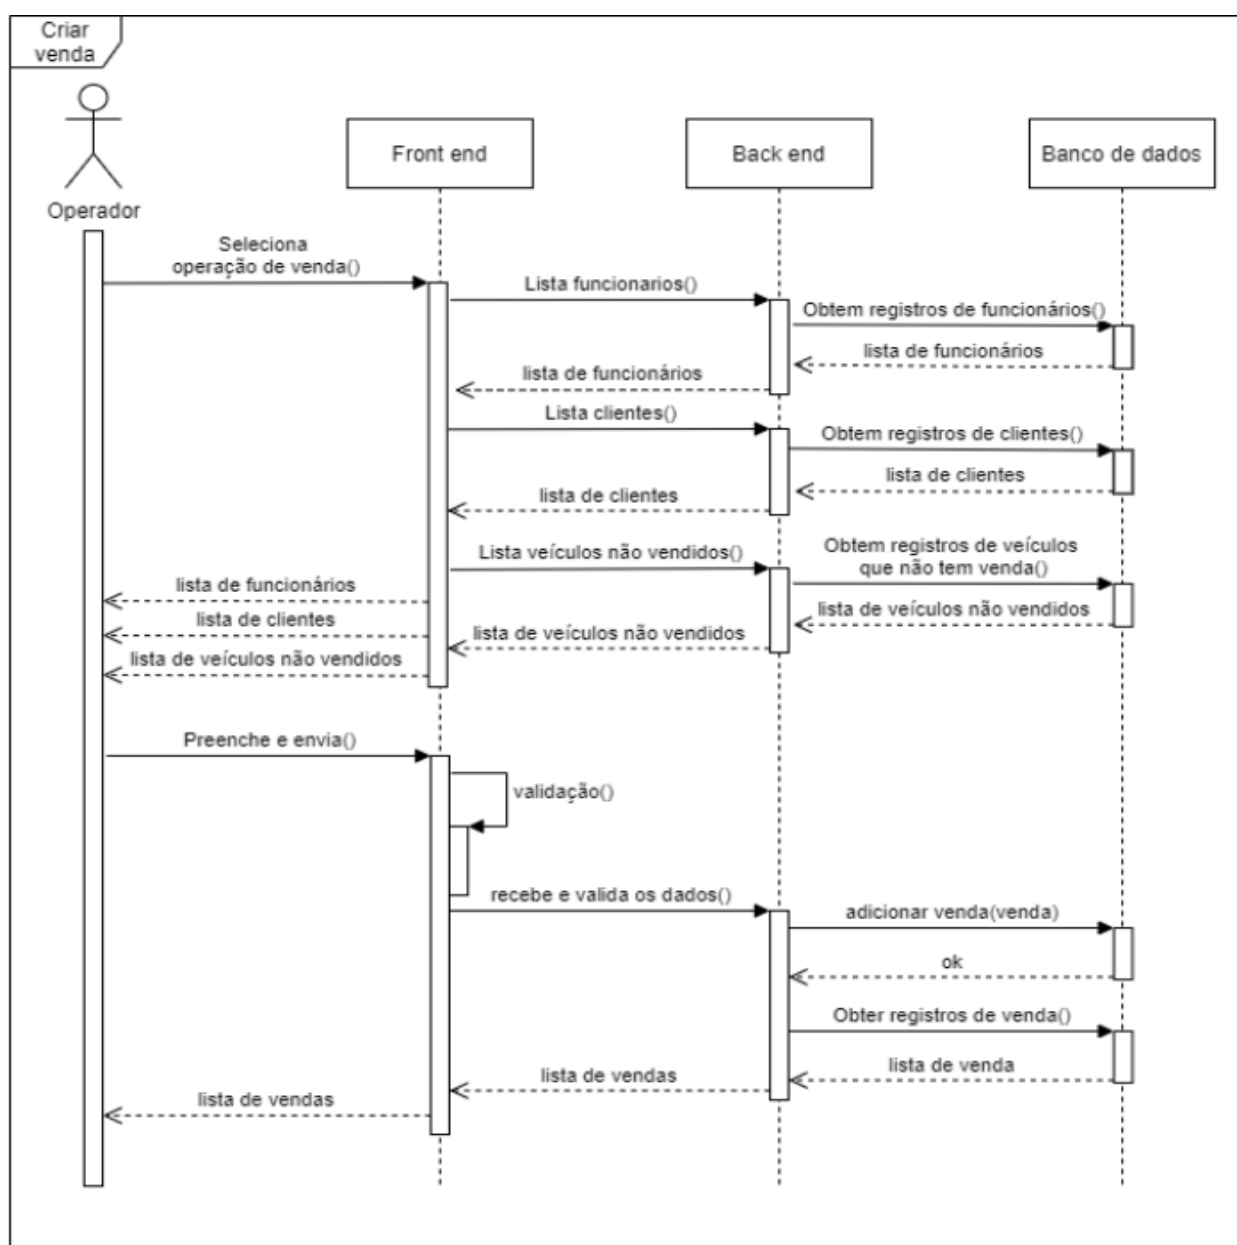 Criar
venda
Front end
Back end
Banco de dados
Operador
Seleciona
operação de venda()
Lista funcionarios()
Obtem registros de funcionários()
lista de funcionários
lista de funcionários
Lista clientes()
Obtem registros de clientes()
lista de clientes
lista de clientes
Lista veículos não vendidos()
Obtem registros de veículos
que não tem venda()
lista de funcionários
lista de veículos não vendidos
lista de clientes
lista de veículos não vendidos
lista de veículos não vendidos
Preenche e envia()
validação()
recebe e valida os dados()
adicionar venda(venda)
ok
Obter registros de venda()
lista de venda
lista de vendas
lista de vendas